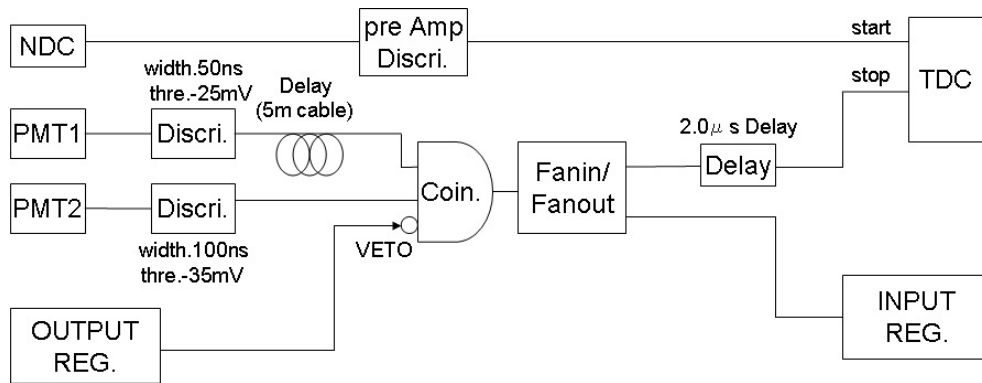 NDC
pre Amp
Discri.
start
TDC
stop
width.50ns
thre.-25mV
Delay
(5m cable)
PMT1
Discri.
2.0μs Delay
Delay
Coin.
Fanin/
Fanout
PMT2
Discri.
VETO
width.100ns
thre.-35mV
OUTPUT
REG.
INPUT
REG.